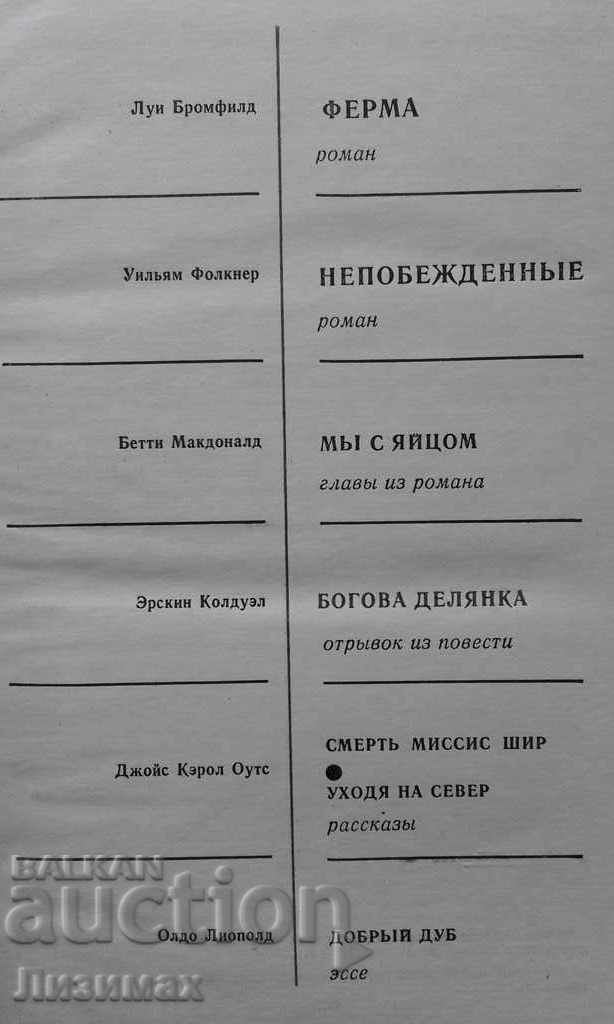 Луи Бромфилд
ФЕРМА
роман
Уильям Фолкнер
НЕПОБЕЖДЕННЫЕ
роман
Бетти Макдоналд
МЫ С ЯЙЦОМ
главы из романа
Эрскин Колдуэл
БОГОВА ДЕЛЯНКА
отрывок из повести
Джойс Кэрол Оутс
СМЕРТЬ МИССИС ШИР
●
УХОДЯ НА СЕВЕР
рассказы
Олдо Лиополд
ДОБРЫЙ ДУБ
эссе
BALKAN
auction
Лизимах